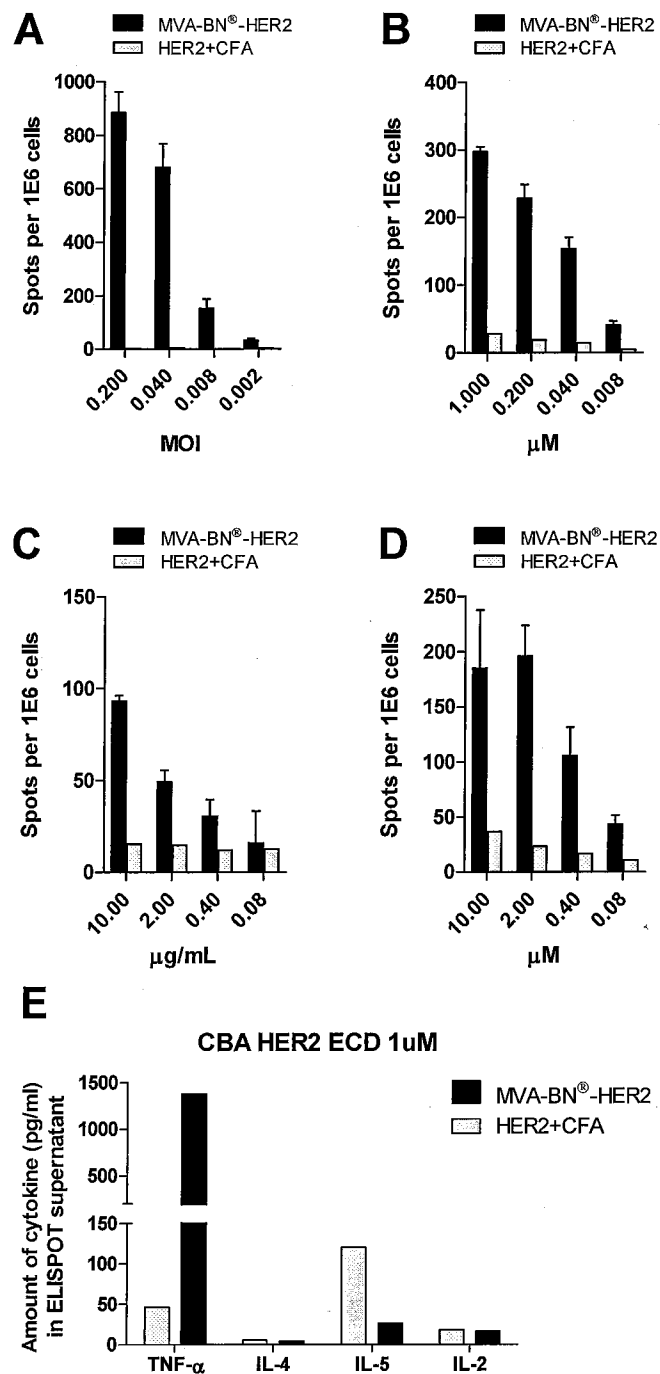 A
MVA-BN®-HER2
HER2+CFA
Spots per 1E6 cells
1000
800
600
400
200
0
0.200
0.040
0.008
0.002
MOI
B
MVA-BN®-HER2
HER2+CFA
Spots per 1E6 cells
400
300
200
100
0
1.000
0.200
0.040
0.008
µM
C
MVA-BN®-HER2
HER2+CFA
Spots per 1E6 cells
150
100
50
0
10.00
2.00
0.40
0.08
µg/mL
D
MVA-BN®-HER2
HER2+CFA
Spots per 1E6 cells
250
200
150
100
50
0
10.00
2.00
0.40
0.08
µM
E
CBA HER2 ECD 1uM
MVA-BN®-HER2
HER2+CFA
Amount of cytokine (pg/ml)
in ELISPOT supernatant
1500
1000
500
150
100
50
0
TNF-α
IL-4
IL-5
IL-2